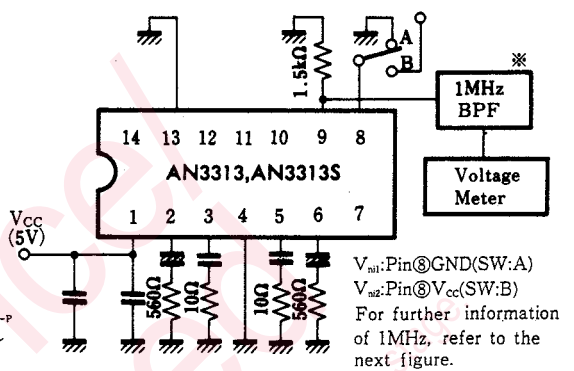 A
B
※
1.5kΩ
1MHz
BPF
14 13 12 11 10 9 8
AN3313,AN3313S
Voltage
Meter
1 2 3 4 5 6 7
VCC
(5V)
560Ω
10Ω
10Ω
560Ω
Vni1:Pin⑧GND(SW:A)
Vni2:Pin⑧Vcc(SW:B)
For further information
of 1MHz, refer to the
next figure.